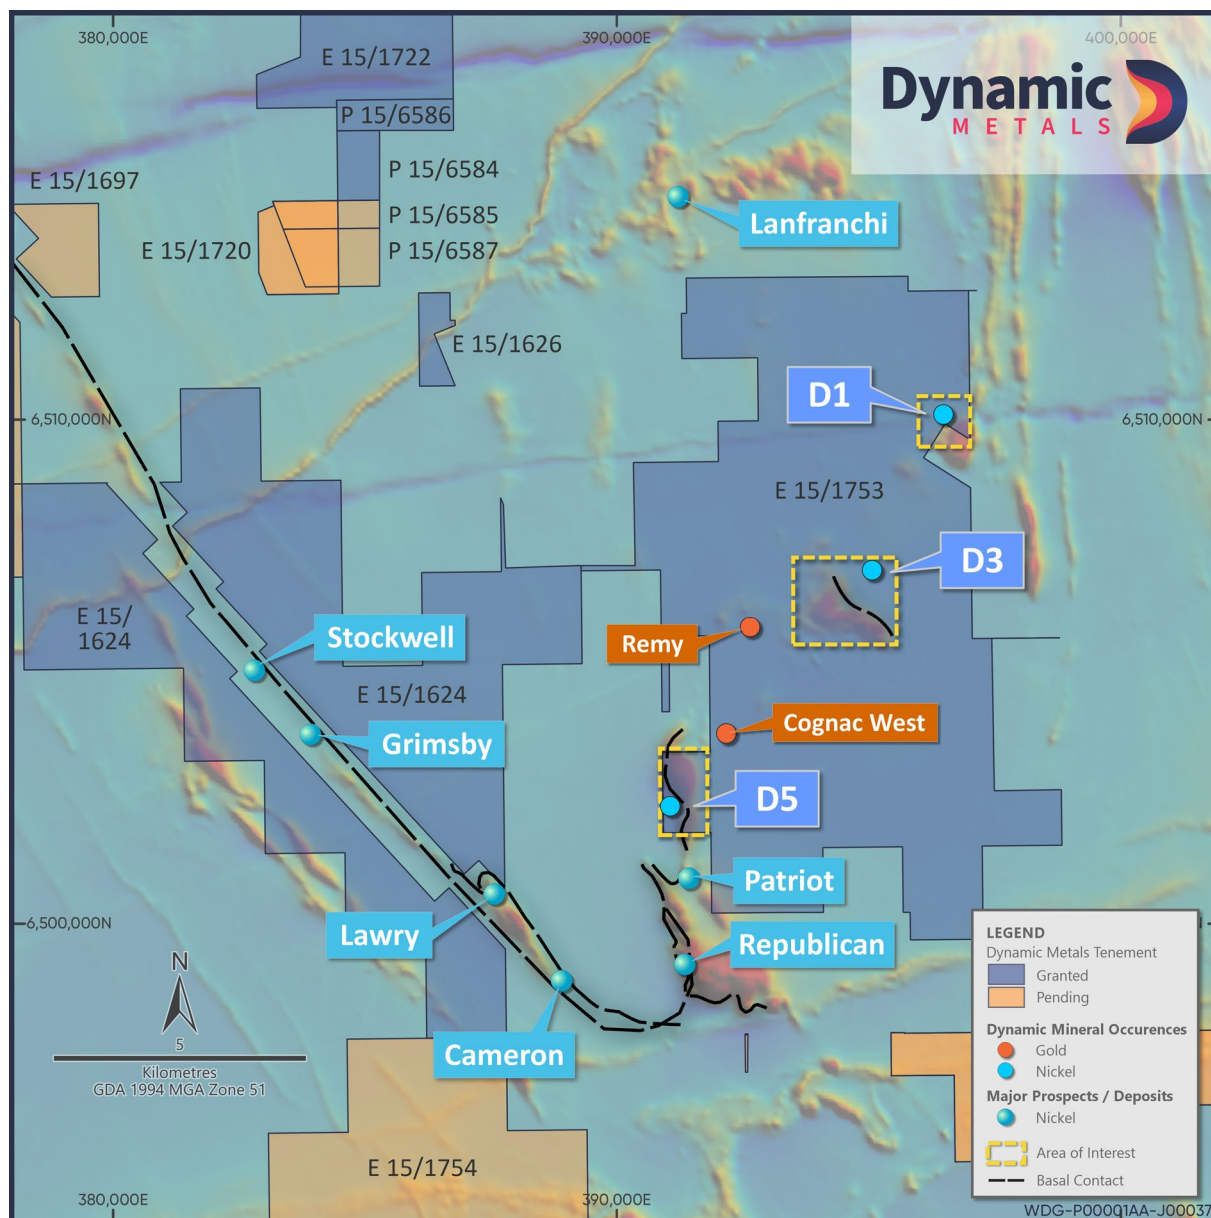 380,000E
390,000E
400,000E
Dynamic
METALS
E 15/1722
P 15/6586
P 15/6584
E 15/1697
P 15/6585
E 15/1720
P 15/6587
Lanfranchi
E 15/1626
D1
6,510,000N
6,510,000N
E 15/1753
D3
E 15/
1624
Stockwell
Remy
E 15/1624
Grimsby
Cognac West
D5
Patriot
6,500,000N
Lawry
Republican
Cameron
N
5
Kilometres
GDA 1994 MGA Zone 51
LEGEND
Dynamic Metals Tenement
Granted
Pending
Dynamic Mineral Occurences
Gold
Nickel
Major Prospects / Deposits
Nickel
Area of Interest
Basal Contact
E 15/1754
380,000E
390,000E
WDG-P00001AA-J00037